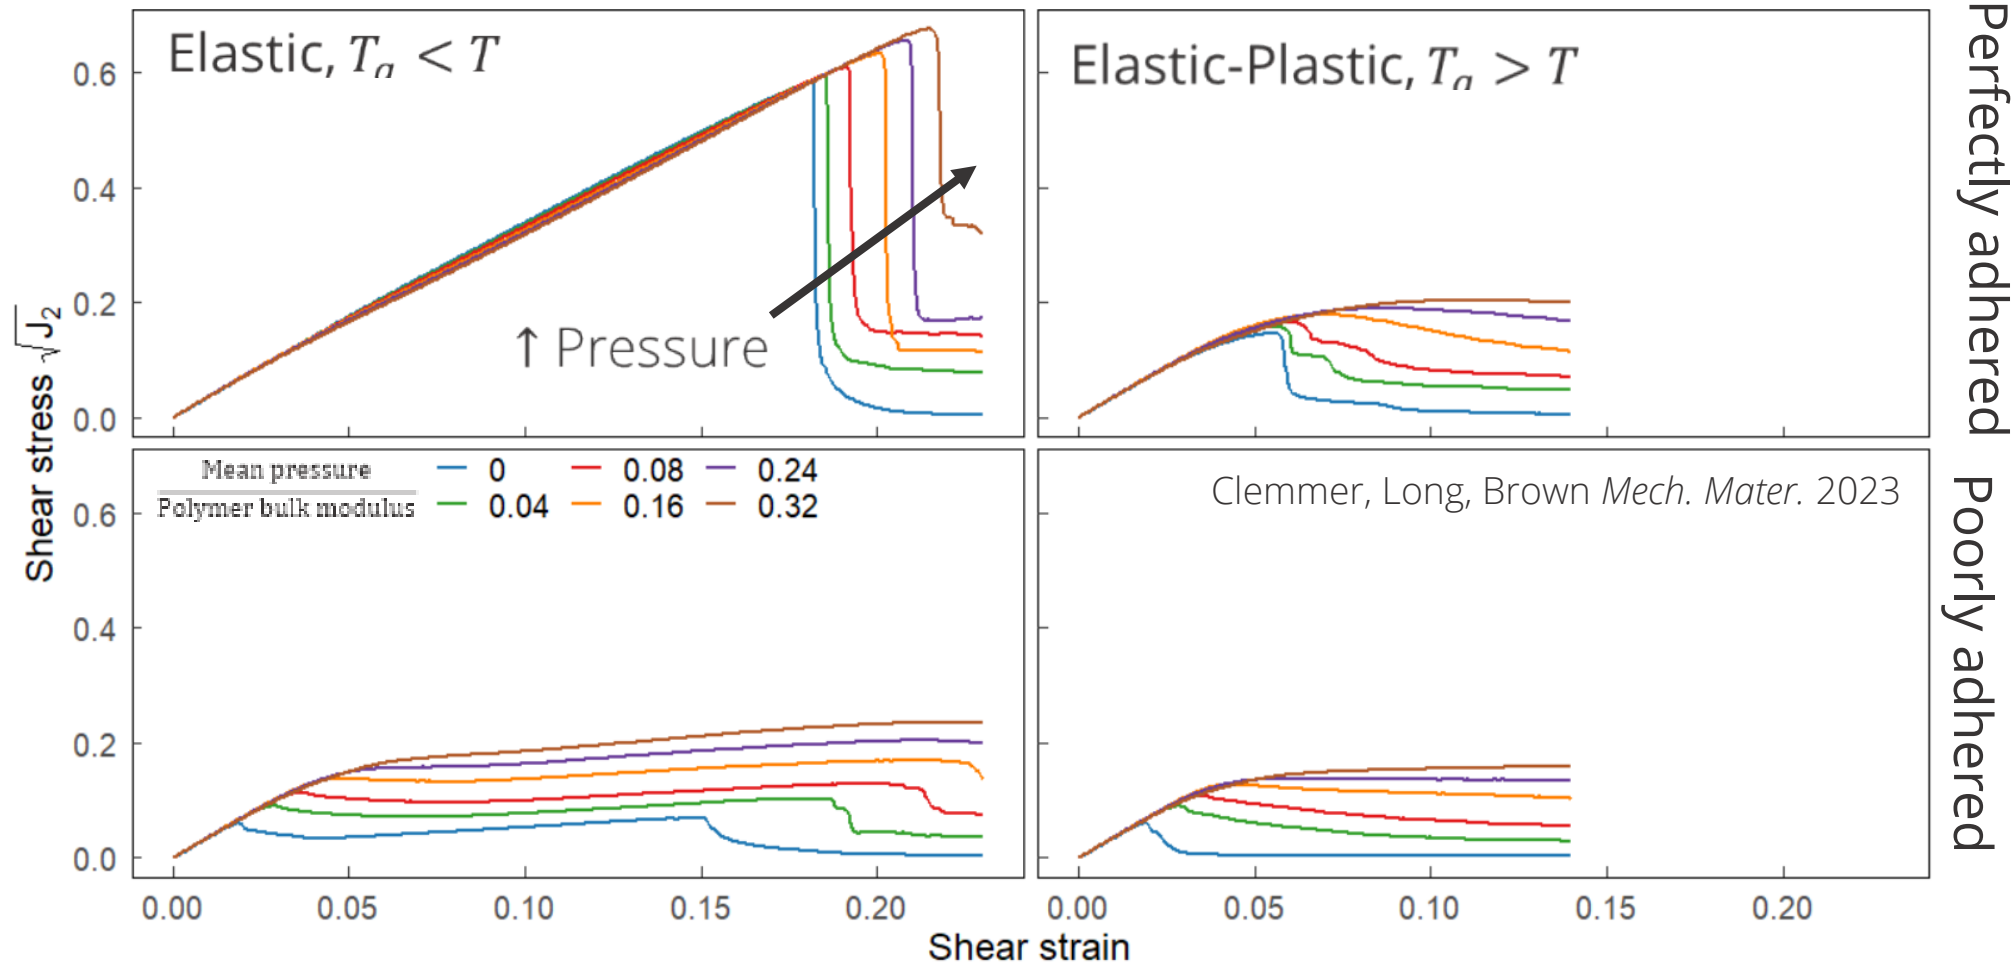 Elastic, Tₐ < T
Elastic-Plastic, Tₐ > T
Perfectly adhered
0.6
0.4
0.2
0.0
↑ Pressure
Shear stress √J₂
Mean pressure
Polymer bulk modulus
0 0.08 0.24
0.04 0.16 0.32
Clemmer, Long, Brown Mech. Mater. 2023
Poorly adhered
0.6
0.4
0.2
0.0
0.00 0.05 0.10 0.15 0.20
0.00 0.05 0.10 0.15 0.20
Shear strain